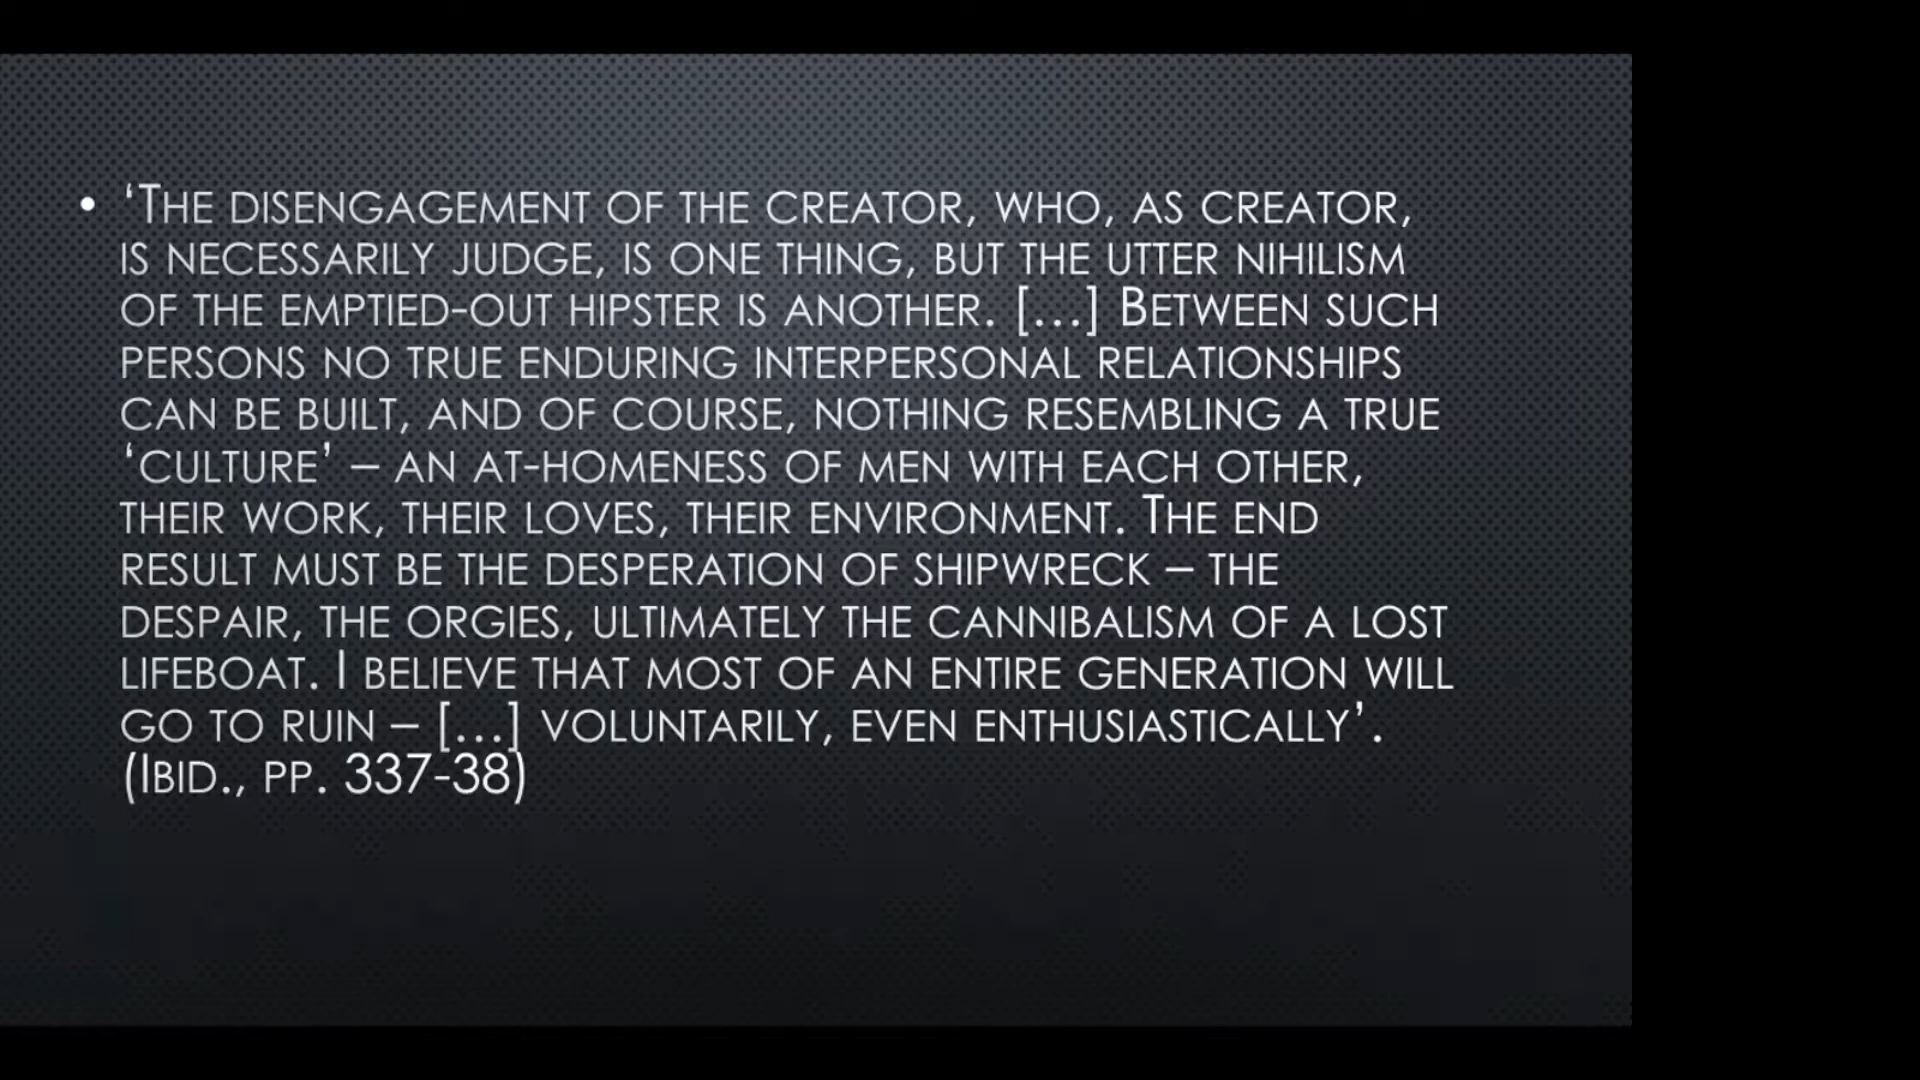 • ‘The disengagement of the creator, who, as creator,
is necessarily judge, is one thing, but the utter nihilism
of the emptied-out hipster is another. […] Between such
persons no true enduring interpersonal relationships
can be built, and of course, nothing resembling a true
‘culture’ – an at-homeness of men with each other,
their work, their loves, their environment. The end
result must be the desperation of shipwreck – the
despair, the orgies, ultimately the cannibalism of a lost
lifeboat. I believe that most of an entire generation will
go to ruin – […] voluntarily, even enthusiastically’.
(Ibid., pp. 337-38)